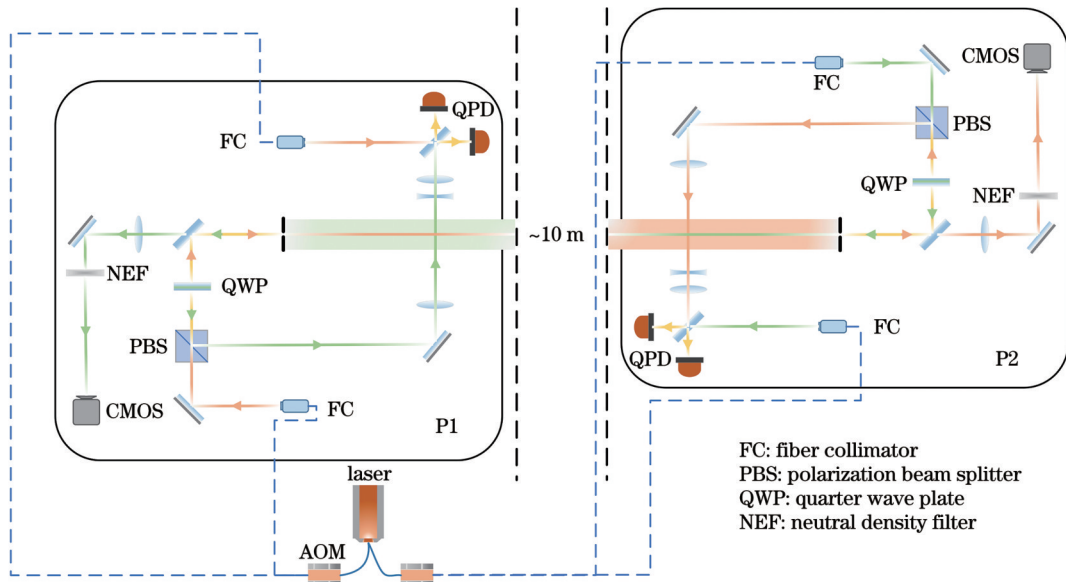 CMOS
FC
QPD
FC
PBS
QWP
NEF
~10 m
NEF
QWP
PBS
FC
QPD
CMOS
FC
P2
P1
FC: fiber collimator
PBS: polarization beam splitter
QWP: quarter wave plate
NEF: neutral density filter
laser
AOM